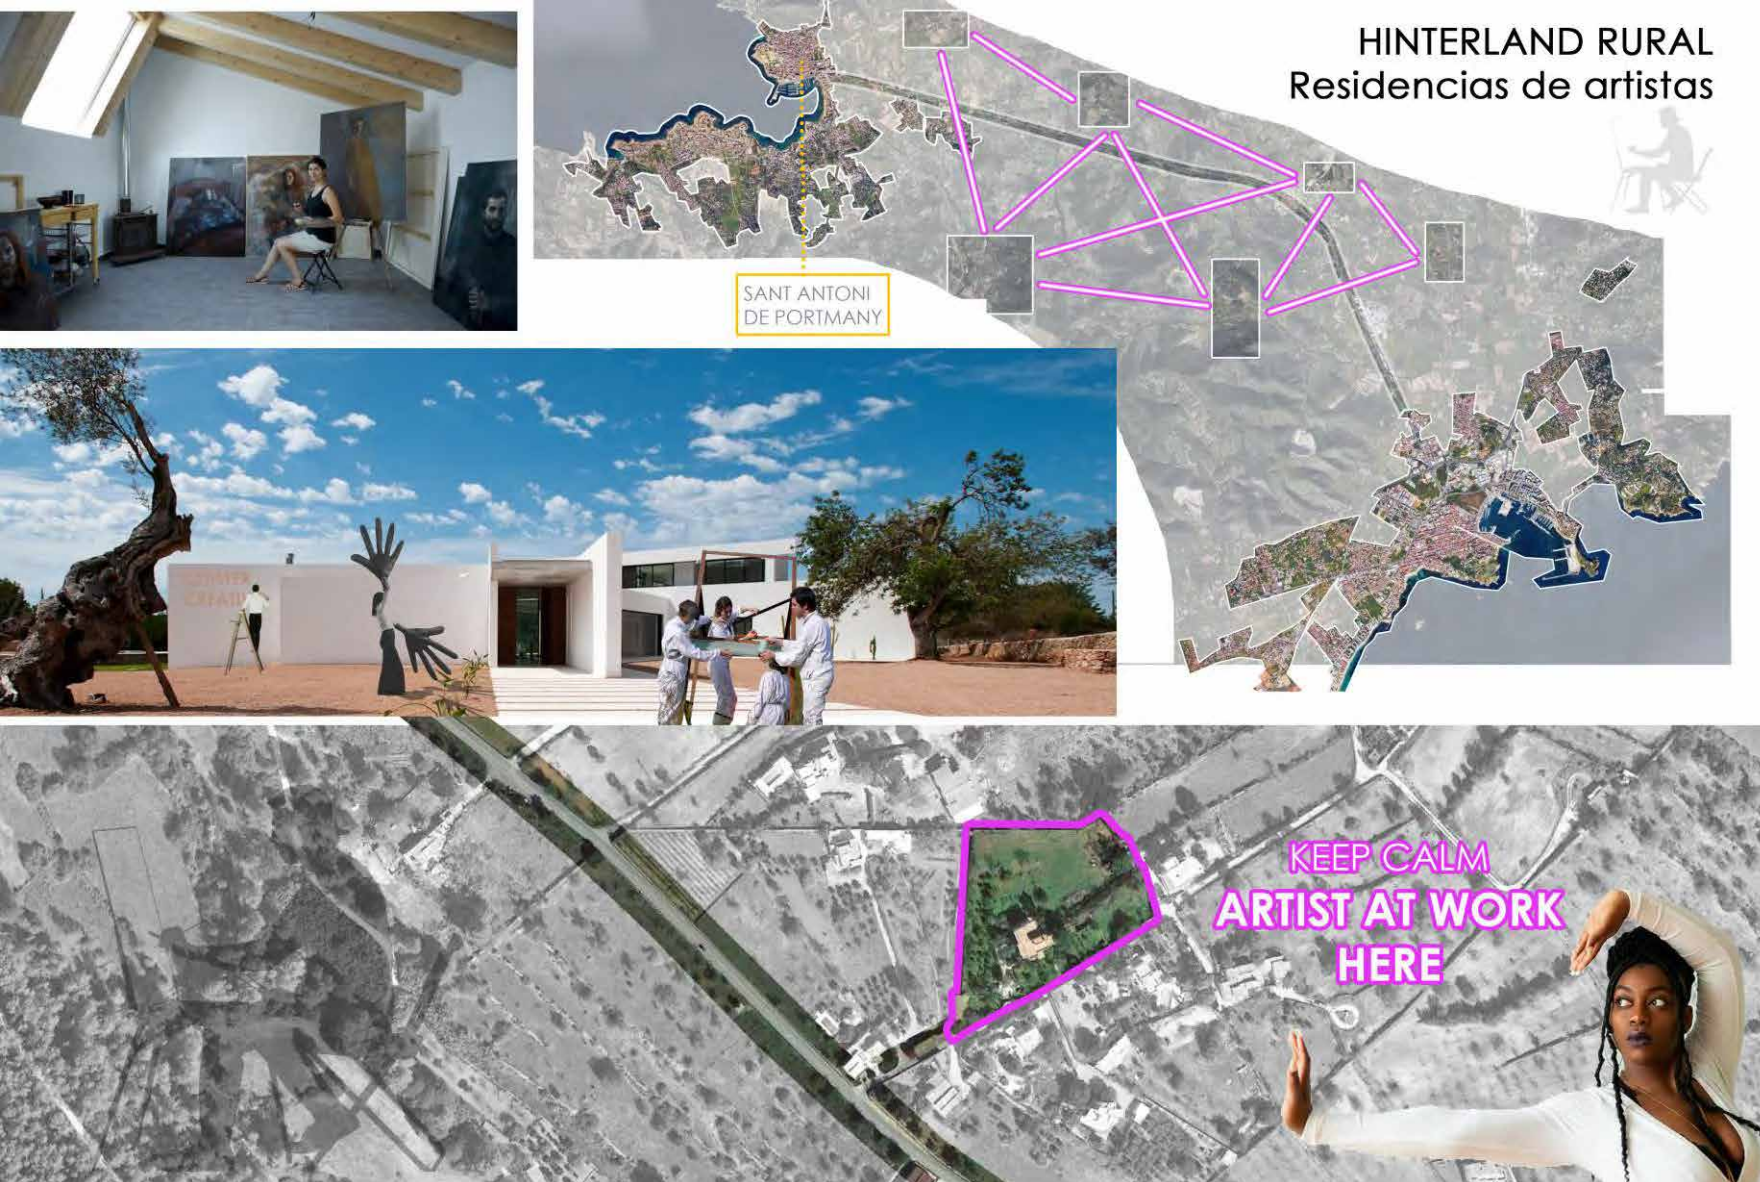 HINTERLAND RURAL
Residencias de artistas
SANT ANTONI
DE PORTMANY
KEEP CALM
ARTIST AT WORK
HERE